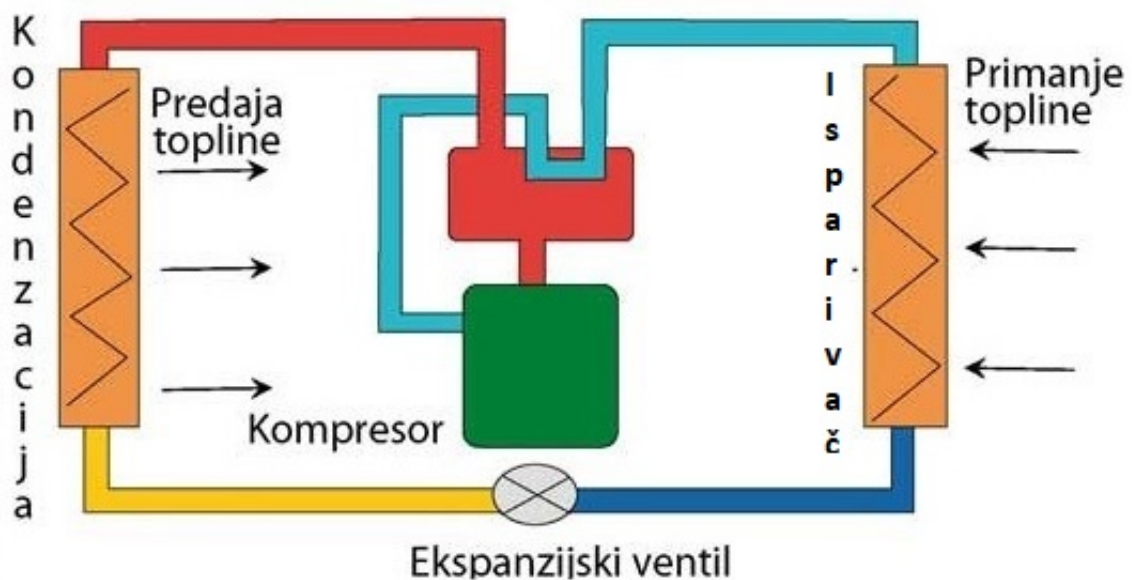 Kondenzacija
Predaja
topline
Isparivač
Primanje
topline
Kompresor
Ekspanzijski ventil